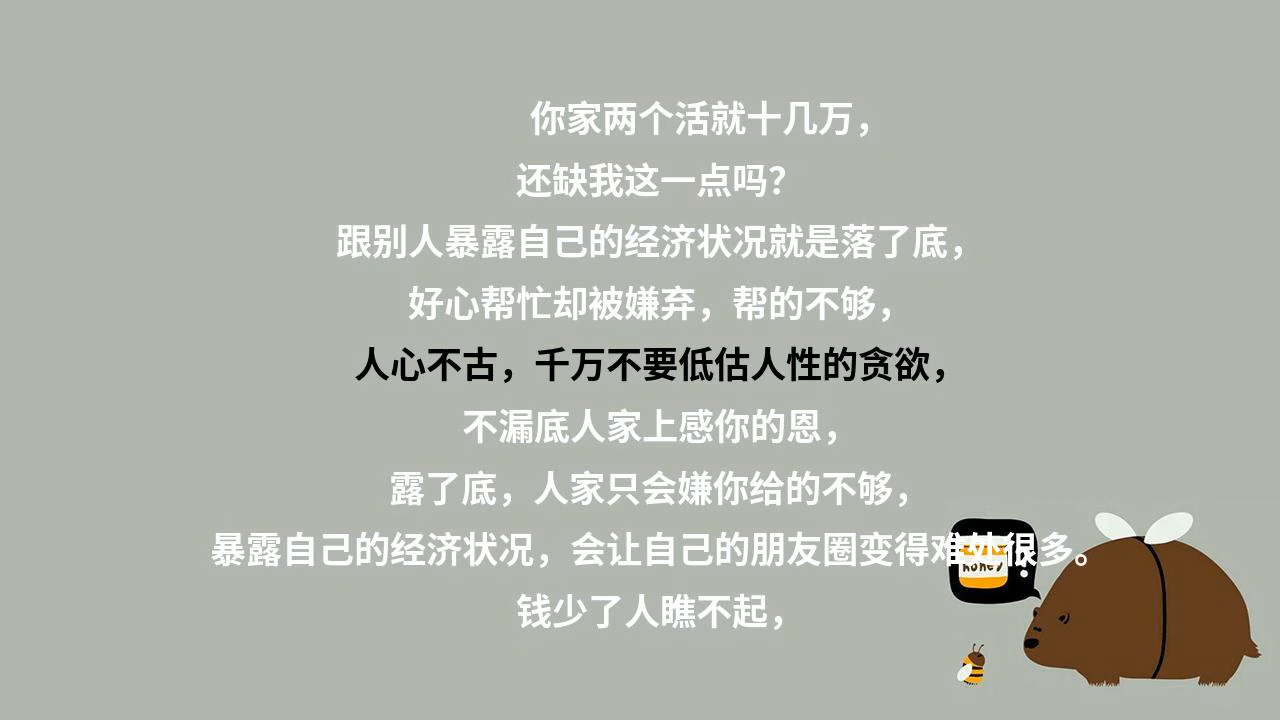 你家两个活就十几万，
还缺我这一点吗？
跟别人暴露自己的经济状况就是落了底，
好心帮忙却被嫌弃，帮的不够，
人心不古，千万不要低估人性的贪欲，
不漏底人家上感你的恩，
露了底，人家只会嫌你给的不够，
暴露自己的经济状况，会让自己的朋友圈变得难处很多。
honey?
钱少了人瞧不起，